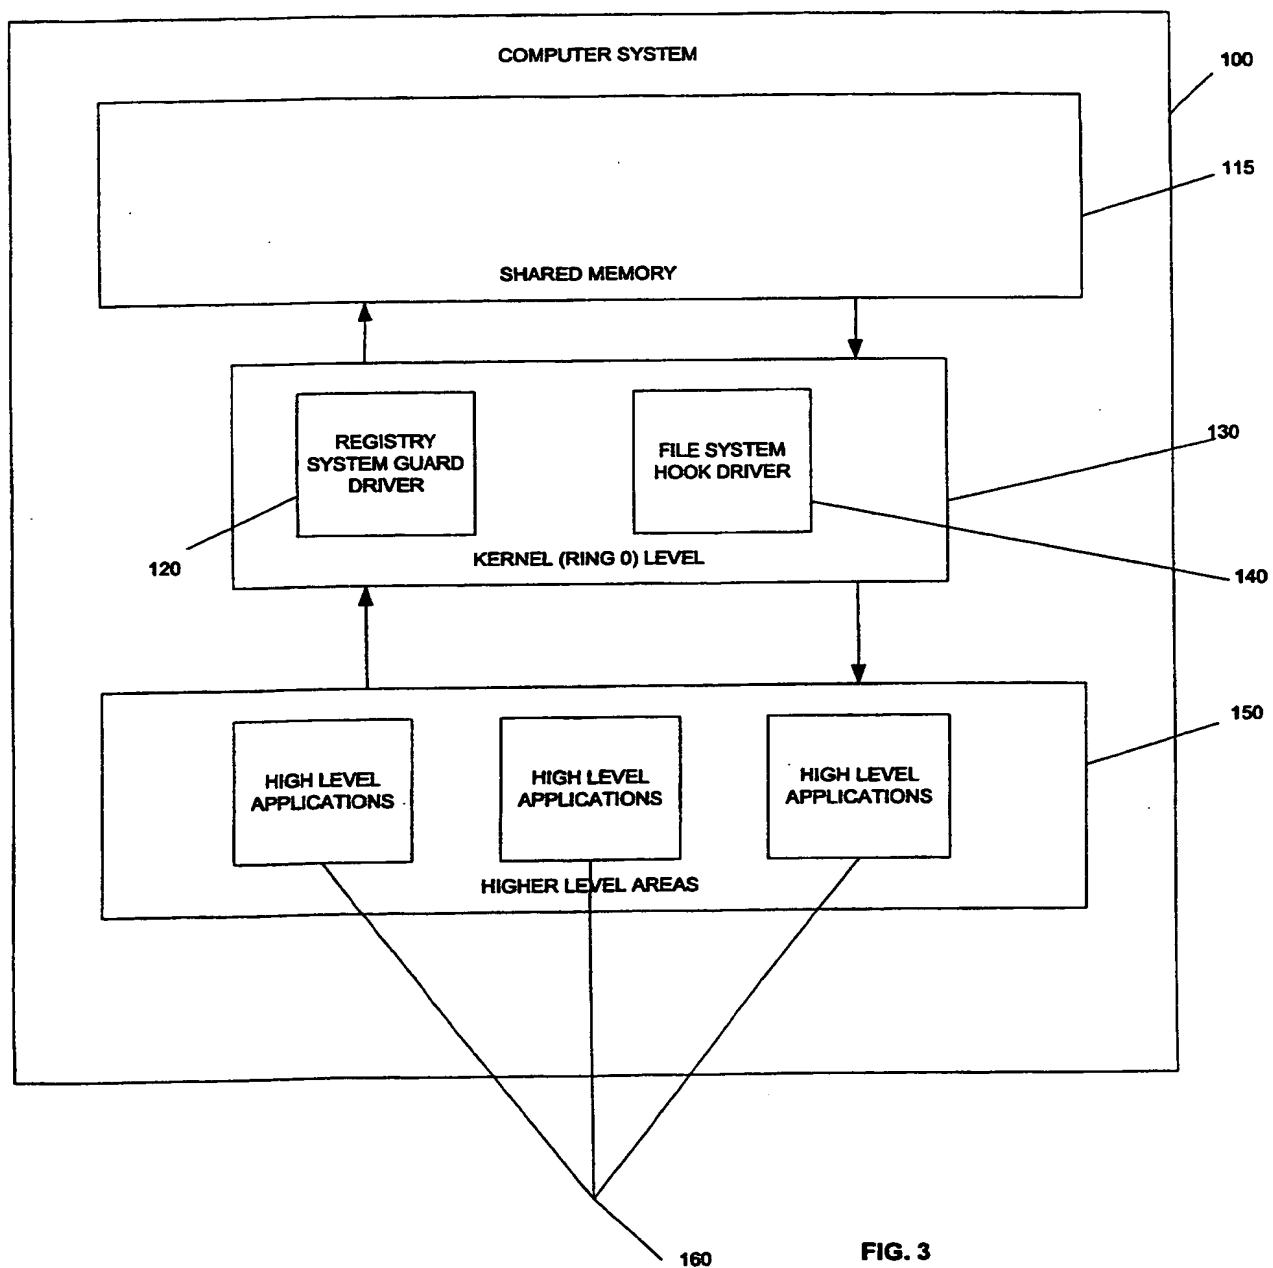 COMPUTER SYSTEM
100
115
SHARED MEMORY
REGISTRY
SYSTEM GUARD
DRIVER
FILE SYSTEM
HOOK DRIVER
130
KERNEL (RING 0) LEVEL
120
140
150
HIGH LEVEL
APPLICATIONS
HIGH LEVEL
APPLICATIONS
HIGH LEVEL
APPLICATIONS
HIGHER LEVEL AREAS
160
FIG. 3